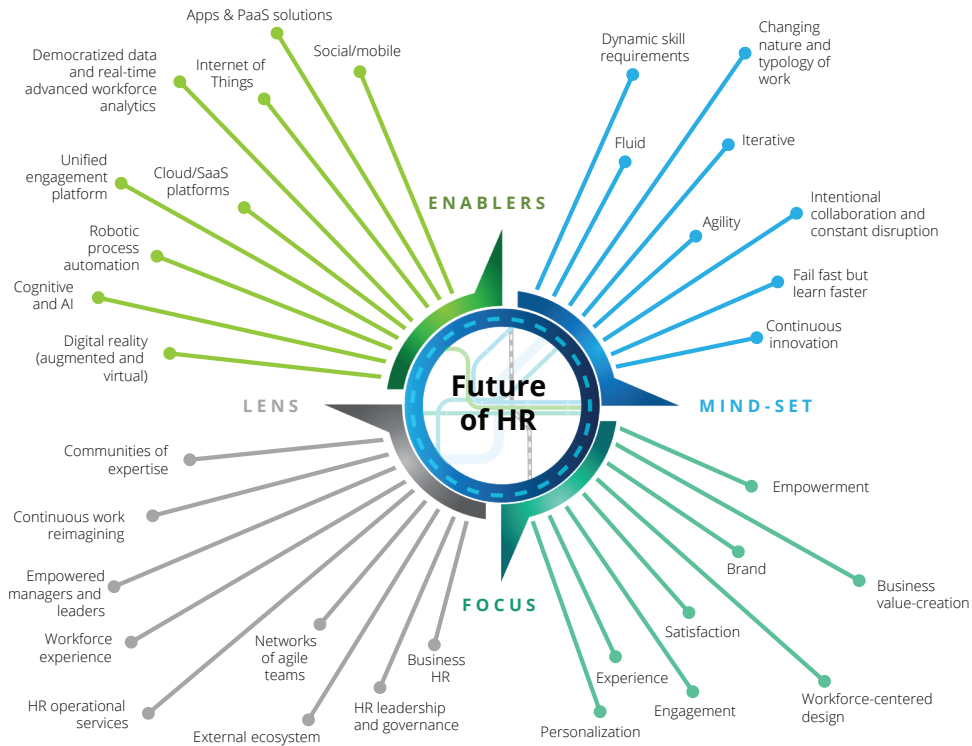 Apps & PaaS solutions
Social/mobile
Democratized data
and real-time
advanced workforce
analytics
Internet of
Things
Unified
engagement
platform
Cloud/SaaS
platforms
Robotic
process
automation
Cognitive
and AI
Digital reality
(augmented and
virtual)
ENABLERS
Dynamic skill
requirements
Changing
nature and
typology of
work
Fluid
Iterative
Agility
Intentional
collaboration and
constant disruption
Fail fast but
learn faster
Continuous
innovation
MIND-SET
Future
of HR
LENS
Communities of
expertise
Continuous work
reimagining
Empowered
managers and
leaders
Workforce
experience
HR operational
services
Networks
of agile
teams
External ecosystem
HR leadership
and governance
Business
HR
FOCUS
Empowerment
Business
value-creation
Brand
Satisfaction
Workforce-centered
design
Experience
Engagement
Personalization